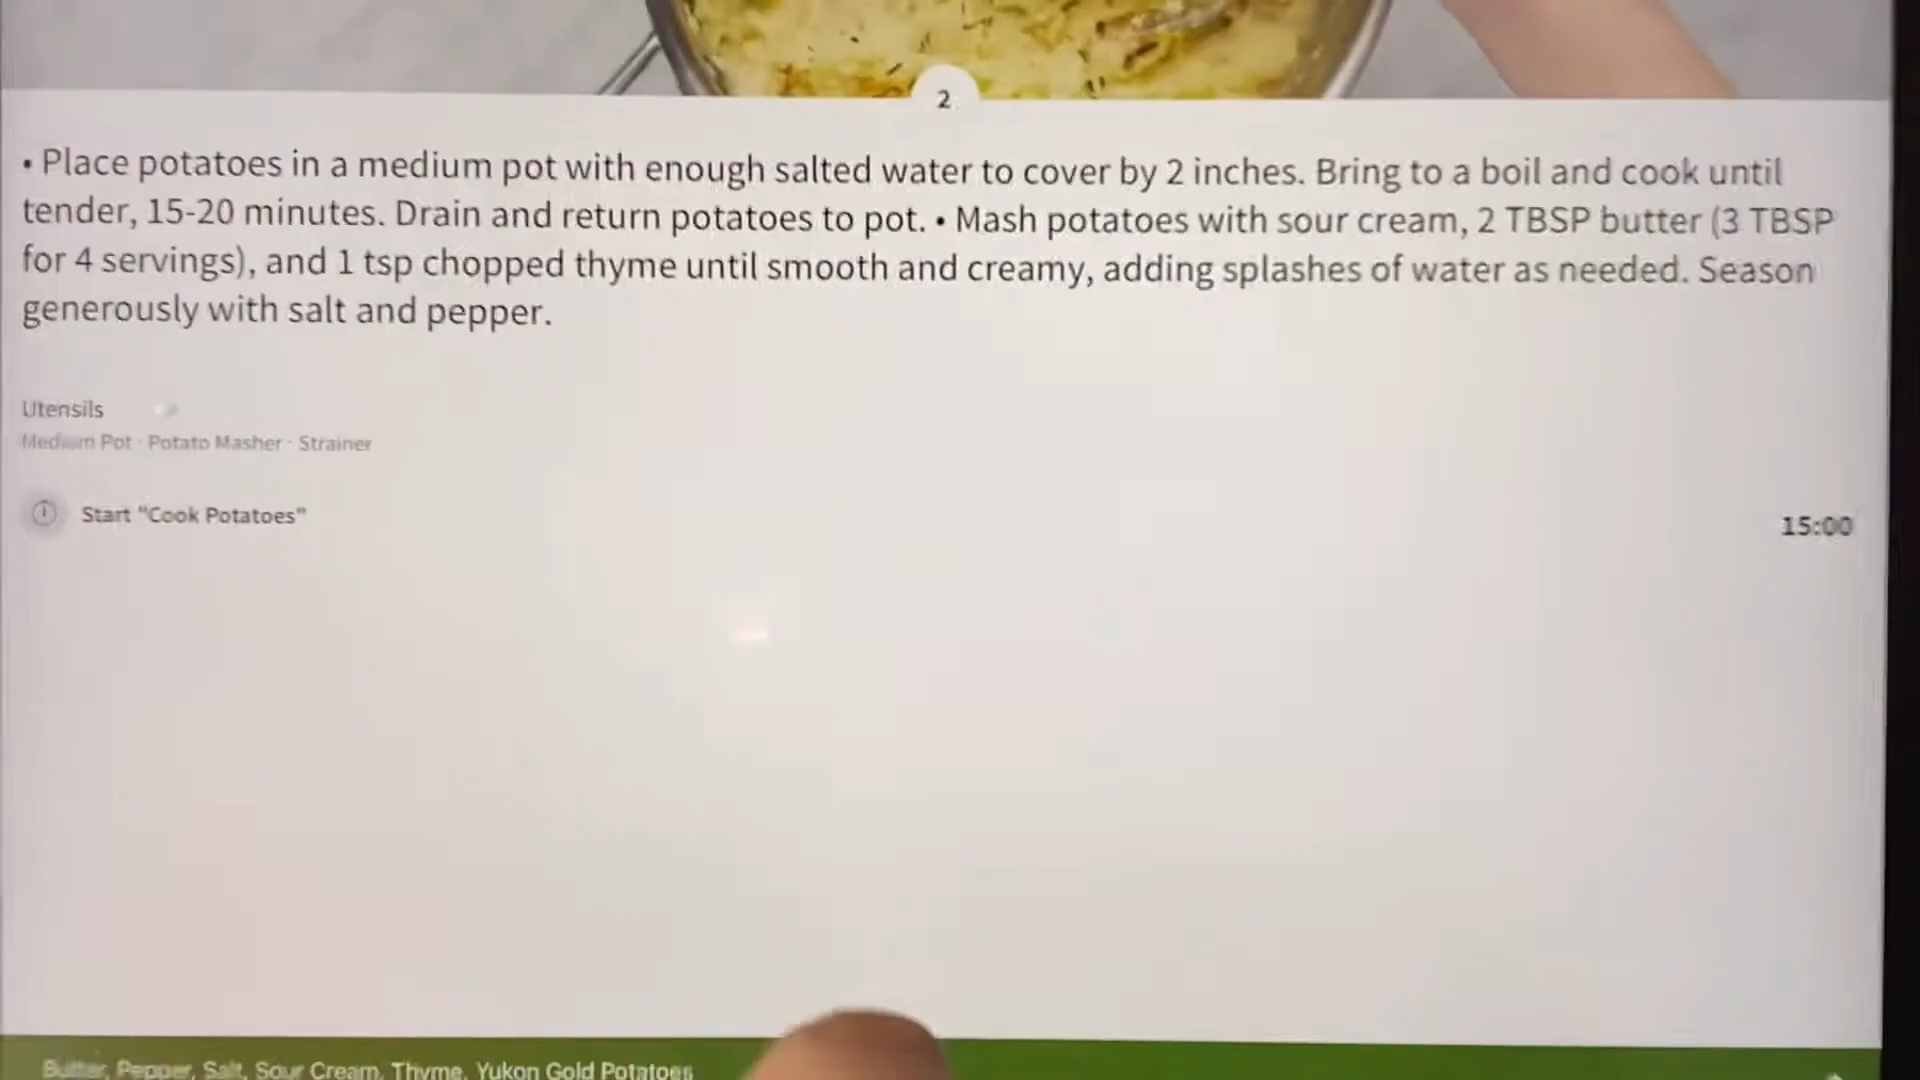 2
• Place potatoes in a medium pot with enough salted water to cover by 2 inches. Bring to a boil and cook until
tender, 15-20 minutes. Drain and return potatoes to pot. • Mash potatoes with sour cream, 2 TBSP butter (3 TBSP
for 4 servings), and 1 tsp chopped thyme until smooth and creamy, adding splashes of water as needed. Season
generously with salt and pepper.
Utensils
Medium Pot · Potato Masher · Strainer
Start "Cook Potatoes"
15:00
Butter, Pepper, Salt, Sour Cream, Thyme, Yukon Gold Potatoes